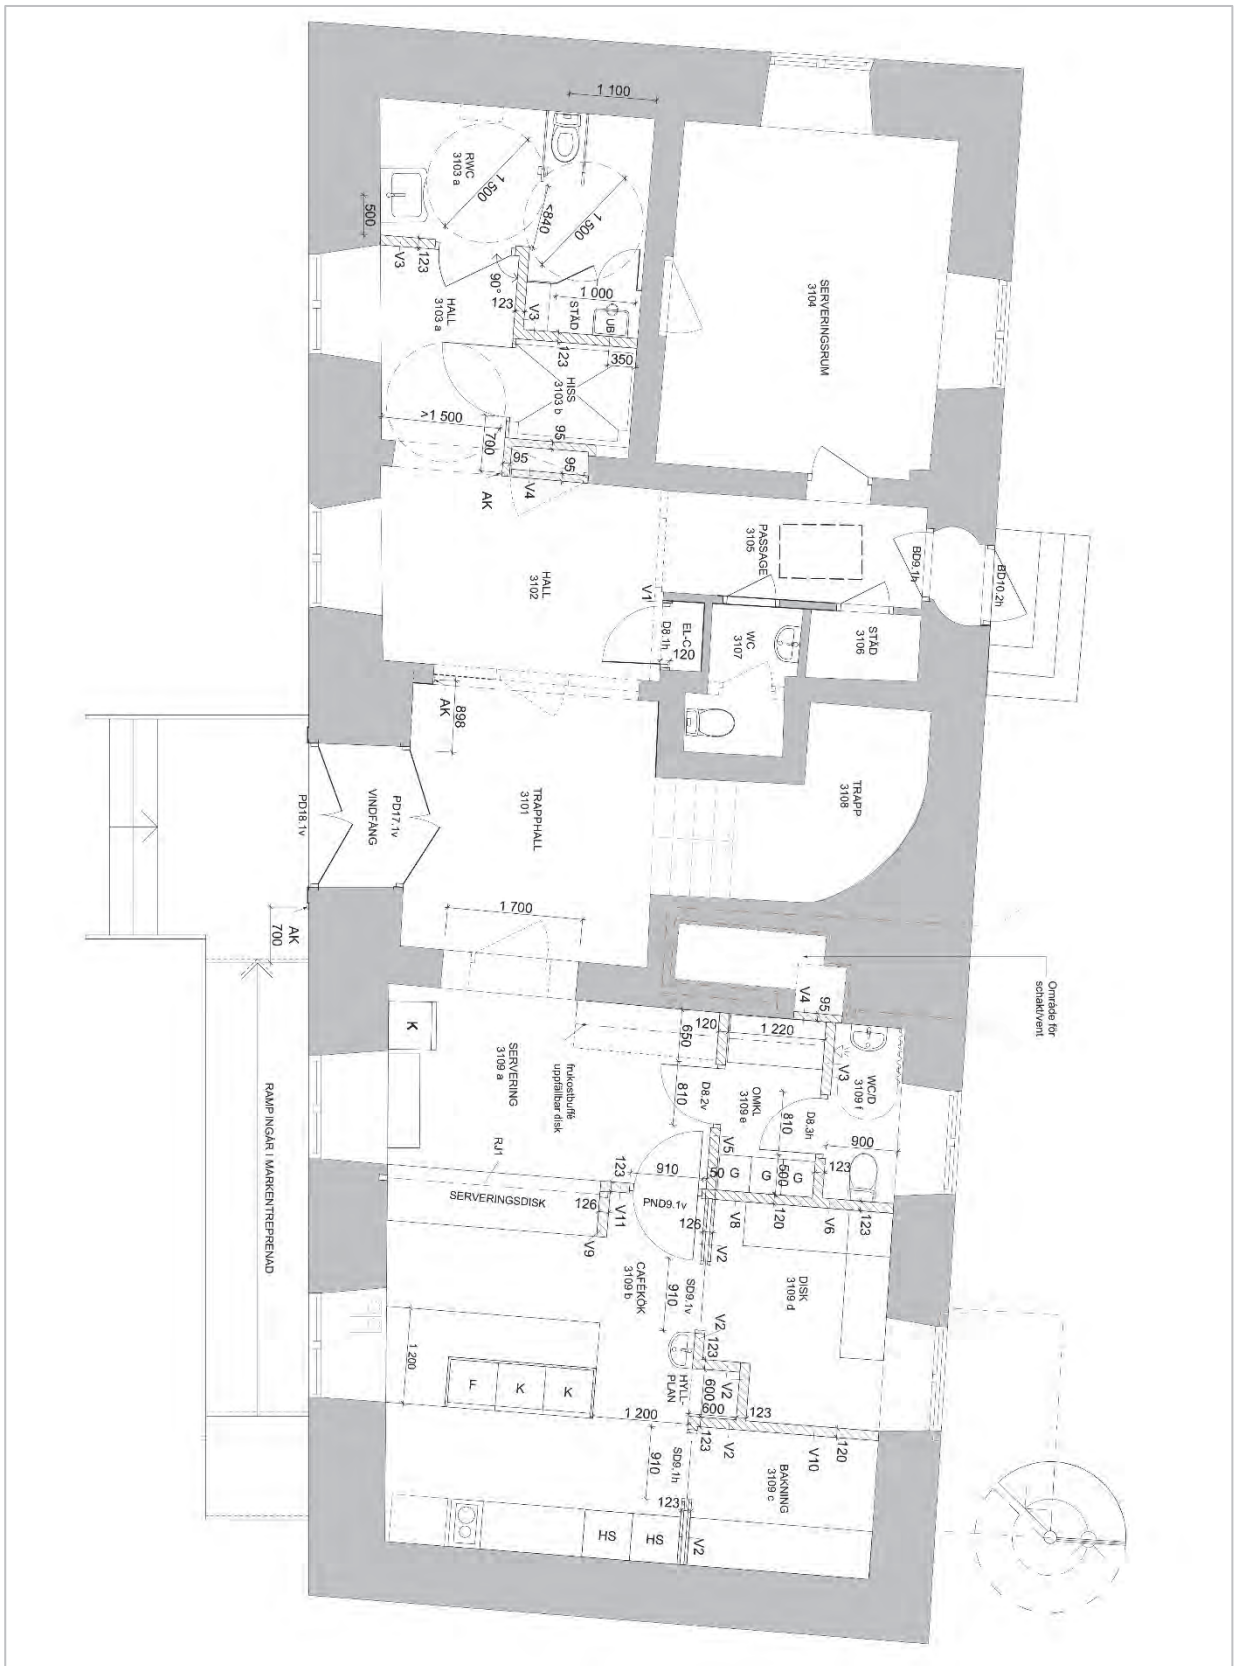 1 100
RWC
3103 a
1 500
<840
1 500
500
V3
123
HALL
3103 a
90°
123
V3
STÄD
1 000
UB
123
350
HISS
3103 b
>1 500
700
95
95
95
V4
AK
SERVERINGSRUM
3104
HALL
3102
PASSAGE
3105
BD9.1h
BD10.2h
V1
D8.1h
EL-C
120
WC
3107
STÄD
3106
AK
898
TRAPP
3108
TRAPPHALL
3101
PD17.1v
VINDFÅNG
PD18.1v
AK
700
1 700
Område för
schakt/vent
K
SERVERING
3109 a
frukostbuffé
uppfällbar disk
650
120
1 220
V4
95
V3
WC/D
3109 f
D8.2v
810
OMKL
3109 e
810
D8.3h
900
V5
G
G
G
500
50
123
RJ1
123
910
SERVERINGSDISK
126
V11
PND9.1v
V9
126
V8
120
V6
123
V2
DISK
3109 d
CAFÉKÖK
3109 b
910
SD9.1v
V2
123
1 200
F
K
K
HYLL-
PLAN
600
600
V2
123
1 200
123
V2
V10
120
910
SD9.1h
BAKNING
3109 c
123
HS
HS
V2
RAMP INGÅR I MARKENTREPRENAD